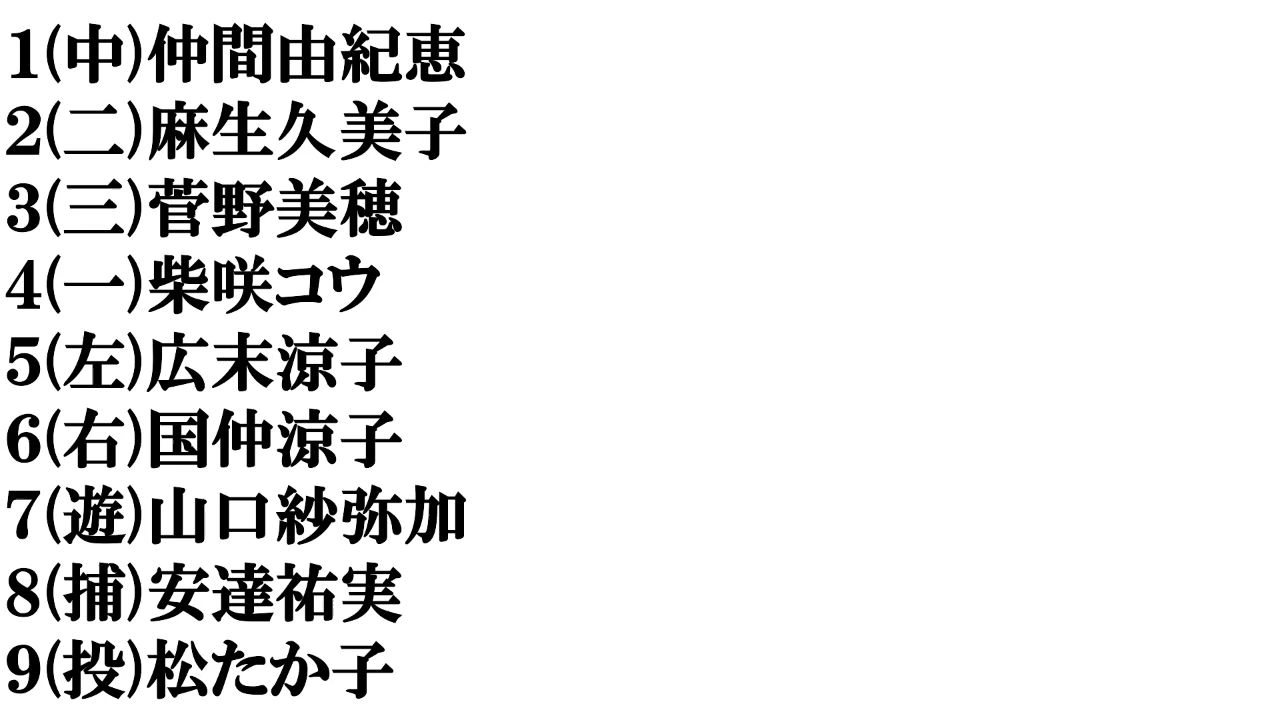 1(中)仲間由紀恵
2(二)麻生久美子
3(三)菅野美穂
4(一)柴咲コウ
5(左)広末涼子
6(右)国仲涼子
7(遊)山口紗弥加
8(捕)安達祐実
9(投)松たか子